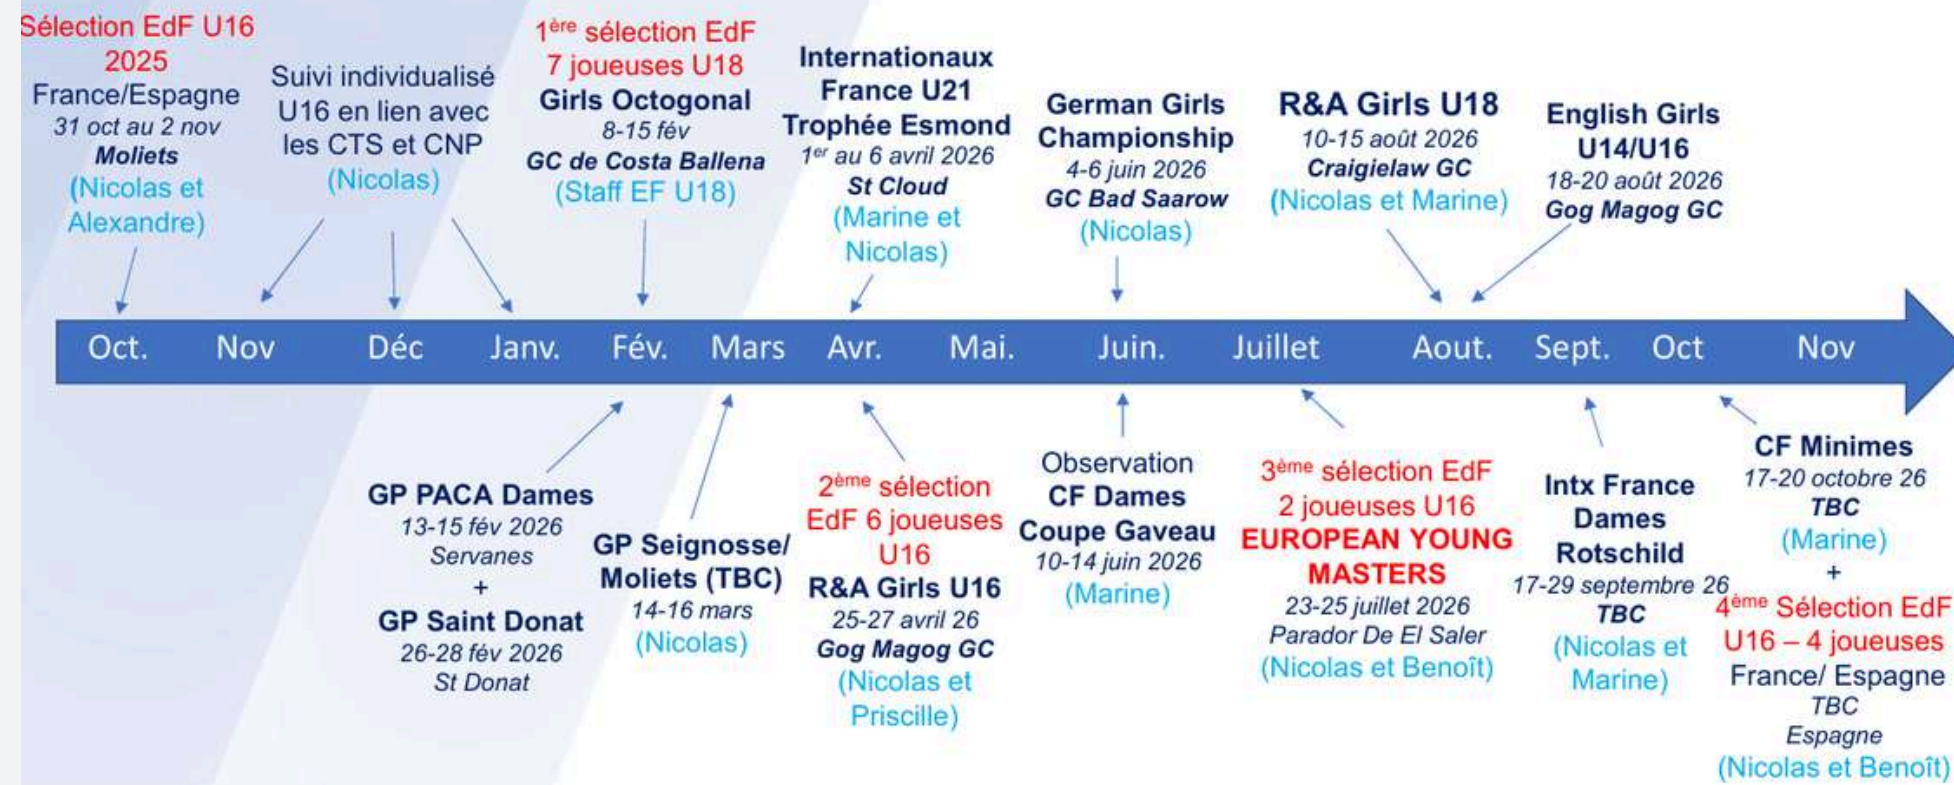 Sélection EdF U16
2025
France/Espagne
31 oct au 2 nov
Moliets
(Nicolas et
Alexandre)
Suivi individualisé
U16 en lien avec
les CTS et CNP
(Nicolas)
1ère sélection EdF
7 joueuses U18
Girls Octogonal
8-15 fév
GC de Costa Ballena
(Staff EF U18)
Internationaux
France U21
Trophée Esmond
1er au 6 avril 2026
St Cloud
(Marine et
Nicolas)
German Girls
Championship
4-6 juin 2026
GC Bad Saarow
(Nicolas)
R&A Girls U18
10-15 août 2026
Craigielaw GC
(Nicolas et Marine)
English Girls
U14/U16
18-20 août 2026
Gog Magog GC
Oct. Nov Déc Janv. Fév. Mars Avr. Mai. Juin. Juillet Aout. Sept. Oct Nov
GP PACA Dames
13-15 fév 2026
Servanes
+
GP Saint Donat
26-28 fév 2026
St Donat
GP Seignosse/
Moliets (TBC)
14-16 mars
(Nicolas)
2ème sélection
EdF 6 joueuses
U16
R&A Girls U16
25-27 avril 26
Gog Magog GC
(Nicolas et
Priscille)
Observation
CF Dames
Coupe Gaveau
10-14 juin 2026
(Marine)
3ème sélection EdF
2 joueuses U16
EUROPEAN YOUNG
MASTERS
23-25 juillet 2026
Parador De El Saler
(Nicolas et Benoît)
Intx France
Dames
Rotschild
17-29 septembre 26
TBC
(Nicolas et
Marine)
CF Minimes
17-20 octobre 26
TBC
(Marine)
+
4ème Sélection EdF
U16 – 4 joueuses
France/ Espagne
TBC
Espagne
(Nicolas et Benoît)